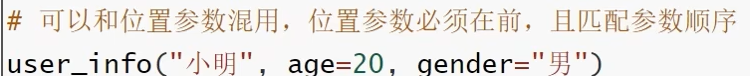 # 可以和位置参数混用，位置参数必须在前，且匹配参数顺序
user_info("小明", age=20, gender="男")